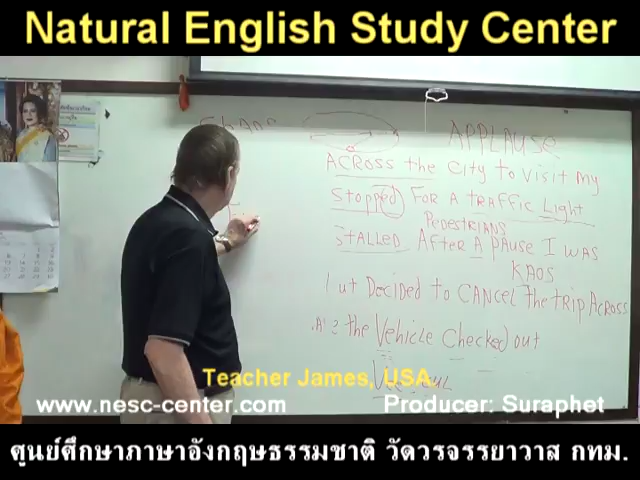 Natural English Study Center
APPLAUSE
ACROSS the City to Visit my
Stopped FOR A traffic Light
PEDESTRIANS
StALLED After A pause I was
KAOS
ut Decided to CANCEL the trip Across
the Vehicle Checked out
Teacher James, USA
www.nesc-center.com
Producer: Suraphet
ศูนย์ศึกษาภาษาอังกฤษธรรมชาติ วัดวรจรรยาวาส กทม.